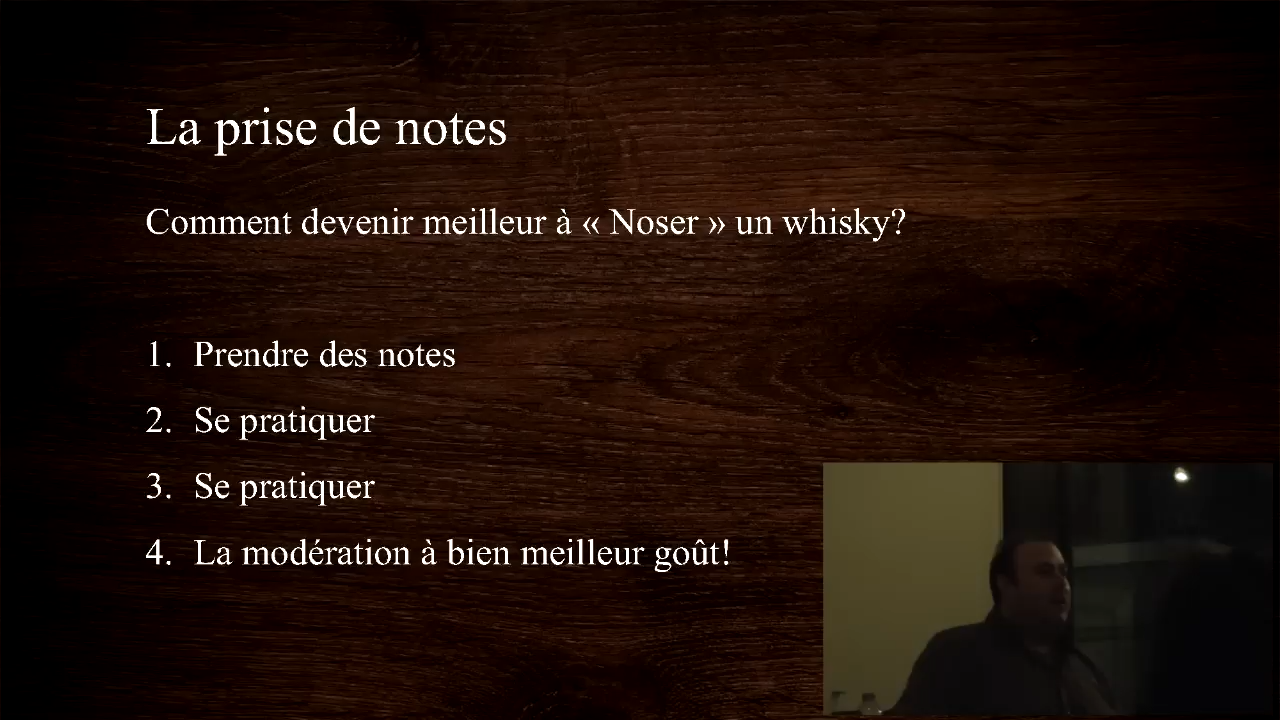 La prise de notes
Comment devenir meilleur à « Noser » un whisky?
1. Prendre des notes
2. Se pratiquer
3. Se pratiquer
4. La modération à bien meilleur goût!